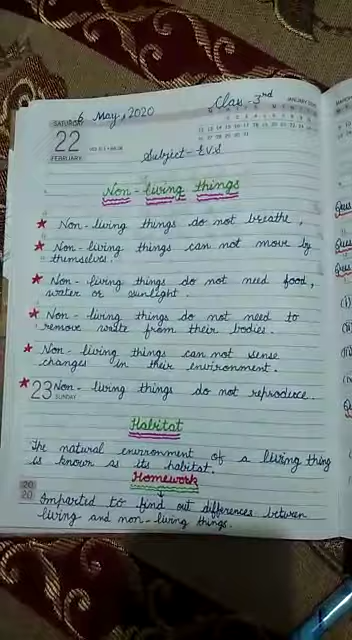 6 May, 2020
Class - 3rd
SATURDAY
22
FEBRUARY
JANUARY
Subject - E.V.S
Non-living things
★ Non-living things do not breathe,
★ Non-living things can not move by
themselves.
★ Non-living things do not need food,
water or sunlight.
★ Non-living things do not need to
remove waste from their bodies.
★ Non-living things can not sense
changes in their environment.
★ Non-living things do not reproduce.
23
SUNDAY
Habitat
The natural environment of a living thing
is known as its habitat.
Homework
20
20
Imparted to find out differences between
living and non-living things.